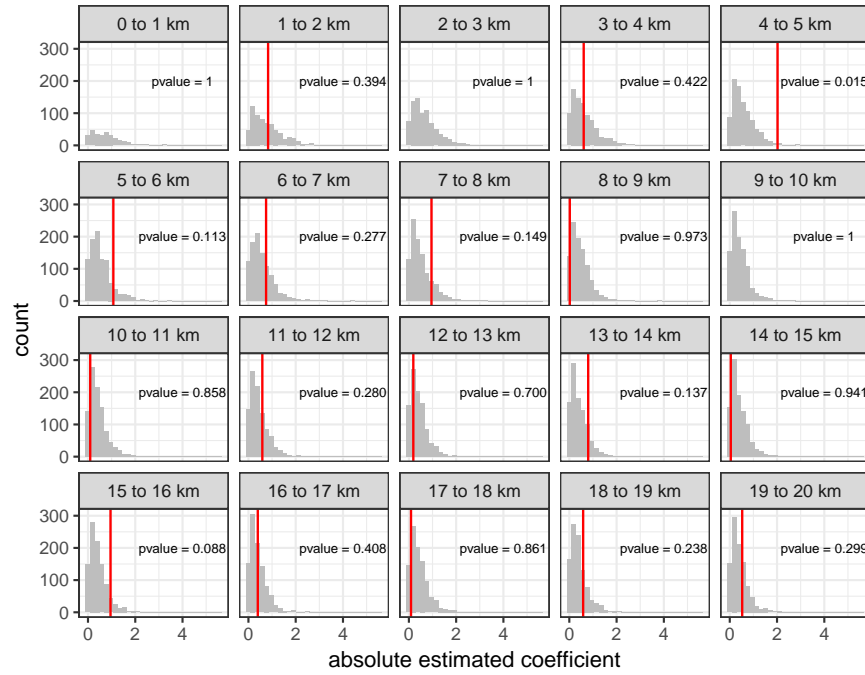 0 to 1 km
1 to 2 km
2 to 3 km
3 to 4 km
4 to 5 km
300
200
100
0
pvalue = 1
pvalue = 0.394
pvalue = 1
pvalue = 0.422
pvalue = 0.015
5 to 6 km
6 to 7 km
7 to 8 km
8 to 9 km
9 to 10 km
300
200
100
0
pvalue = 0.113
pvalue = 0.277
pvalue = 0.149
pvalue = 0.973
pvalue = 1
10 to 11 km
11 to 12 km
12 to 13 km
13 to 14 km
14 to 15 km
300
200
100
0
pvalue = 0.858
pvalue = 0.280
pvalue = 0.700
pvalue = 0.137
pvalue = 0.941
15 to 16 km
16 to 17 km
17 to 18 km
18 to 19 km
19 to 20 km
300
200
100
0
pvalue = 0.088
pvalue = 0.408
pvalue = 0.861
pvalue = 0.238
pvalue = 0.299
0 2 4
0 2 4
0 2 4
0 2 4
0 2 4
absolute estimated coefficient
count